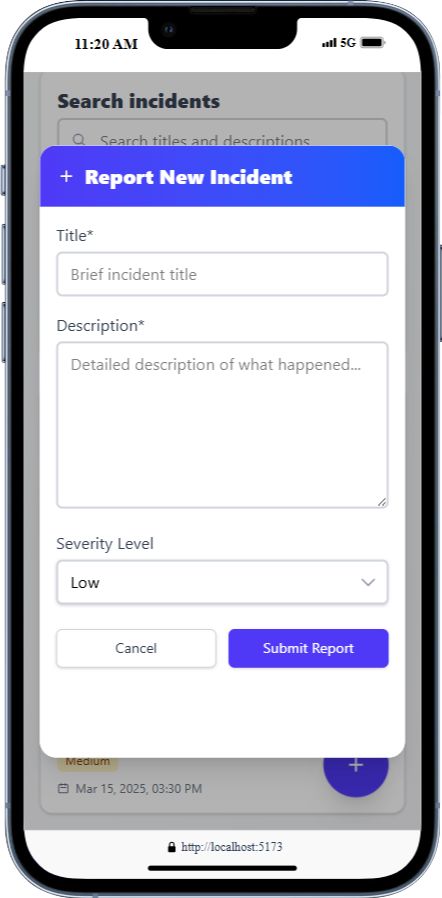 11:20 AM 5G
Search incidents
Search titles and descriptions
+ Report New Incident
Title*
Brief incident title
Description*
Detailed description of what happened...
Severity Level
Low
Cancel Submit Report
Medium
+
Mar 15, 2025, 03:30 PM
http://localhost:5173